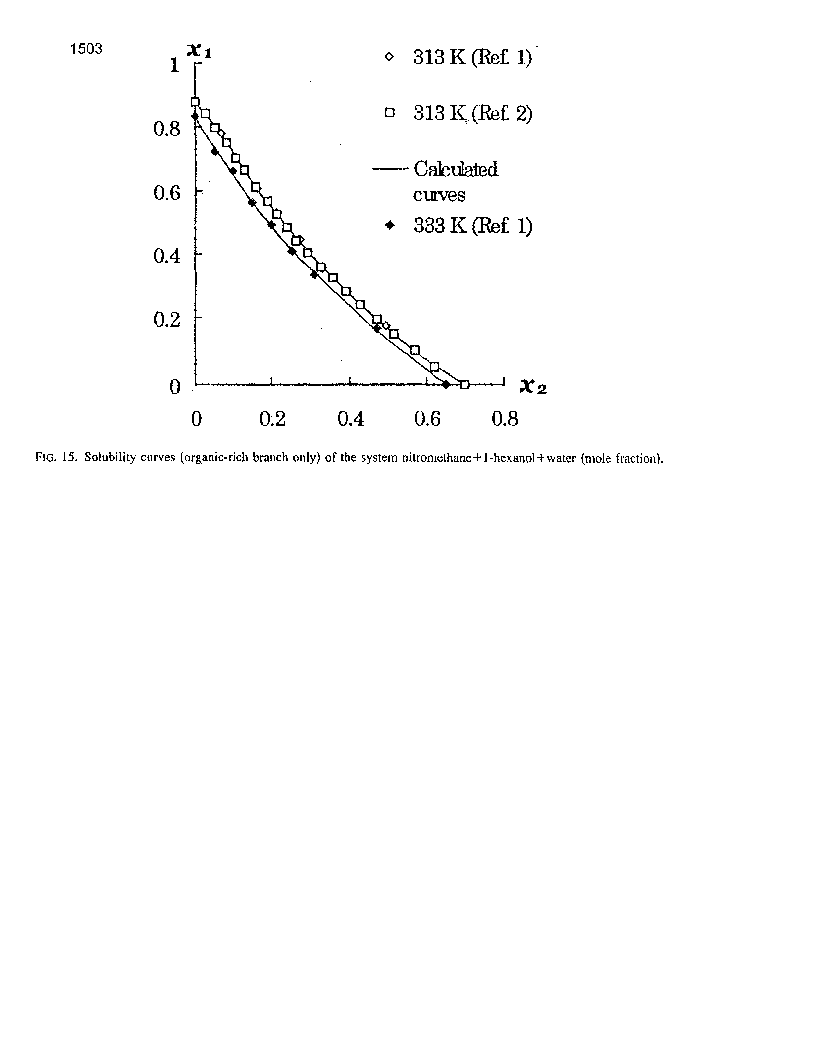 1503
x1
1
0.8
0.6
0.4
0.2
0
◇ 313 K (Ref. 1)
□ 313 K (Ref. 2)
— Calculated
curves
◆ 333 K (Ref. 1)
x2
0 0.2 0.4 0.6 0.8
FIG. 15. Solubility curves (organic-rich branch only) of the system nitromethane+1-hexanol+water (mole fraction).